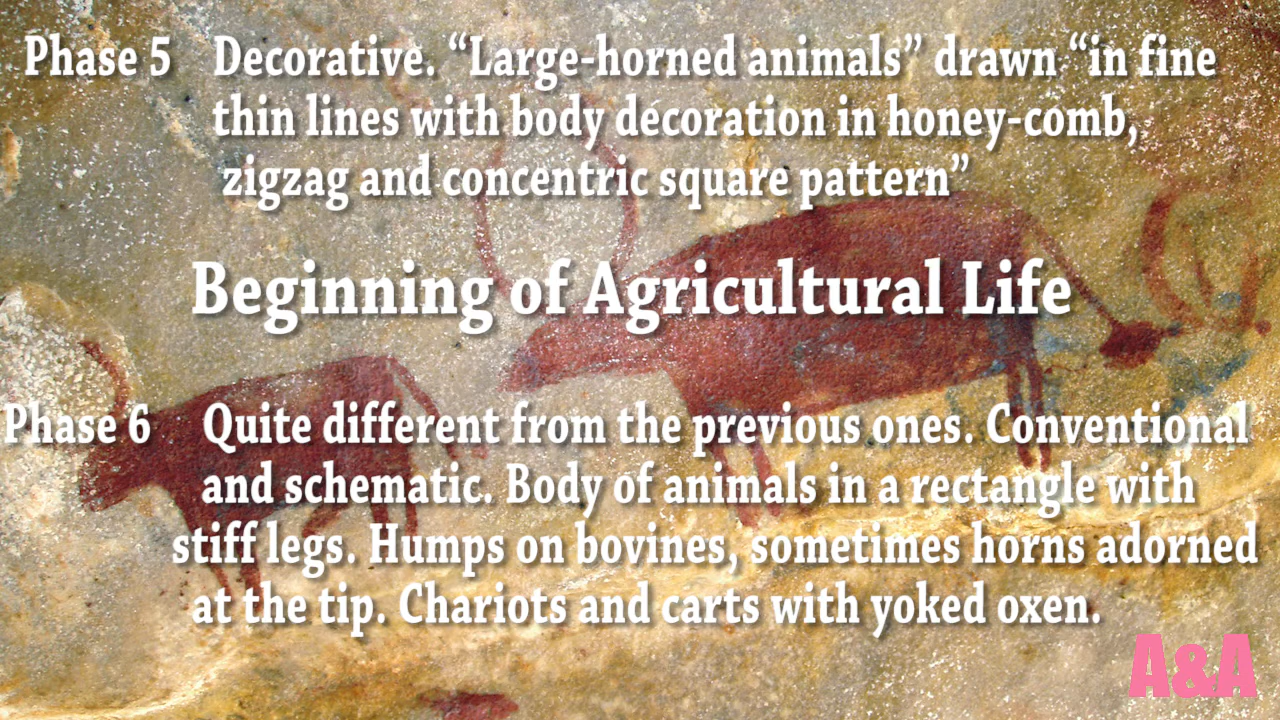 Phase 5 Decorative. “Large-horned animals” drawn “in fine
thin lines with body decoration in honey-comb,
zigzag and concentric square pattern”
Beginning of Agricultural Life
Phase 6 Quite different from the previous ones. Conventional
and schematic. Body of animals in a rectangle with
stiff legs. Humps on bovines, sometimes horns adorned
at the tip. Chariots and carts with yoked oxen.
A&A